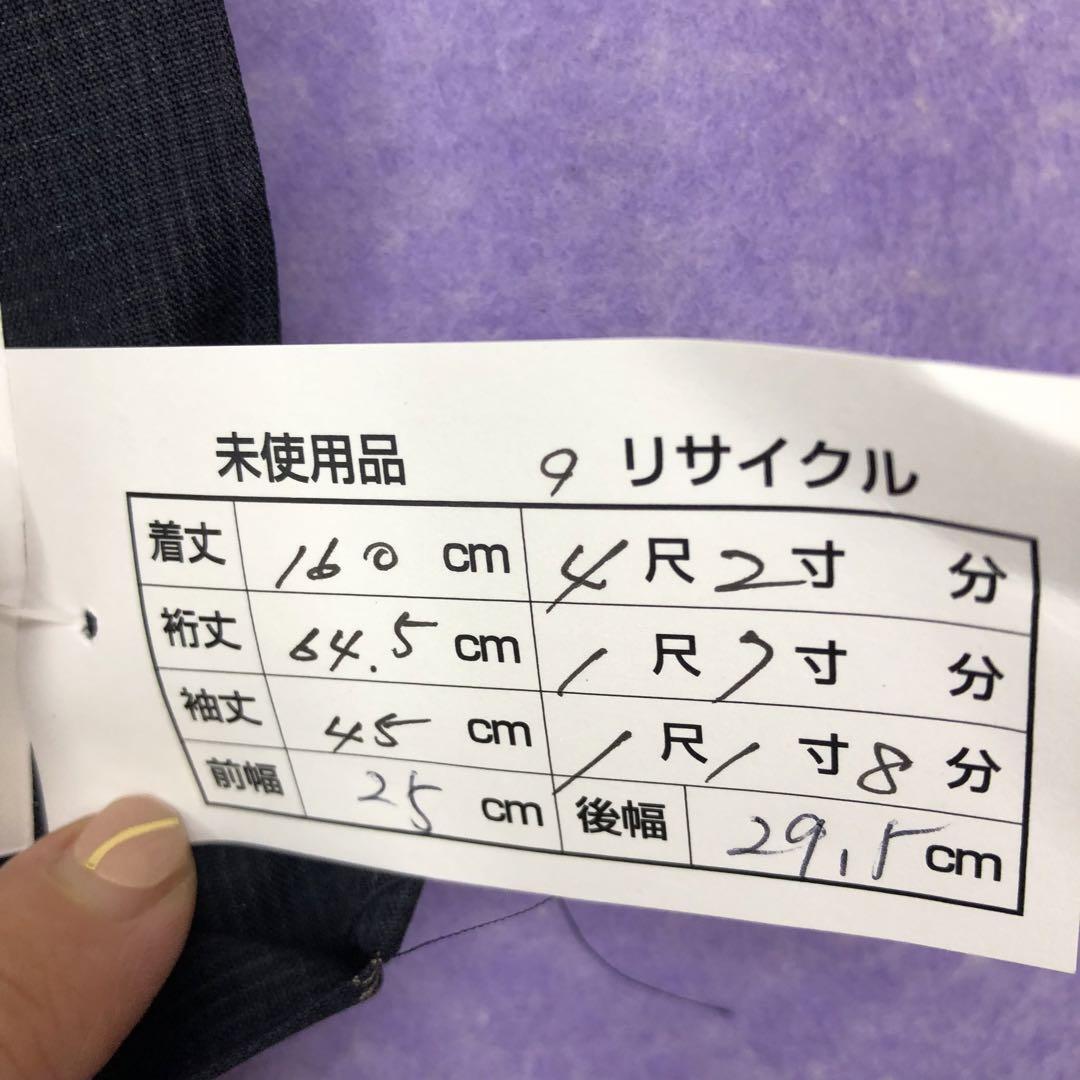 未使用品 9 リサイクル
着丈 160 cm 4 尺 2 寸 分
裄丈 64.5 cm 1 尺 7 寸 分
袖丈 45 cm 1 尺 1 寸 8 分
前幅 25 cm 後幅 29.5 cm